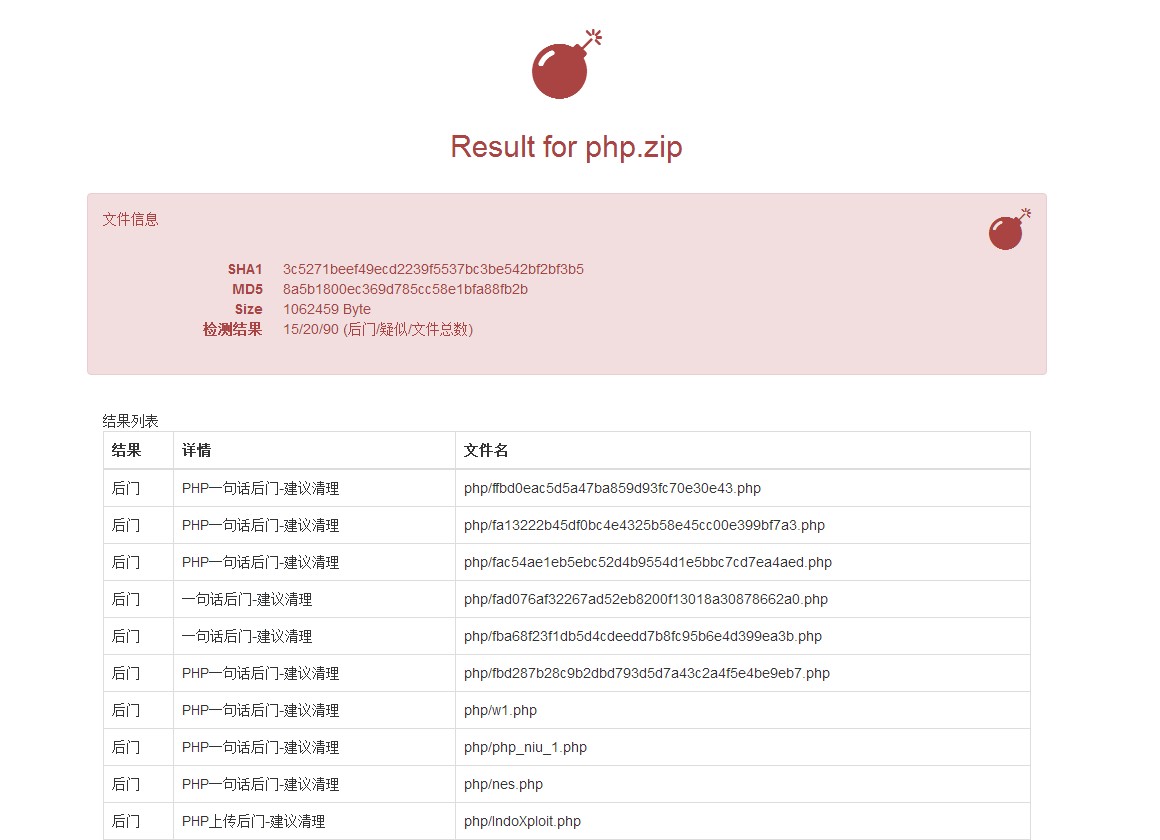 Result for php.zip
文件信息
SHA1 3c5271beef49ecd2239f5537bc3be542bf2bf3b5
MD5 8a5b1800ec369d785cc58e1bfa88fb2b
Size 1062459 Byte
检测结果 15/20/90 (后门/疑似/文件总数)
结果列表
结果 详情 文件名
后门 PHP一句话后门-建议清理 php/ffbd0eac5d5a47ba859d93fc70e30e43.php
后门 PHP一句话后门-建议清理 php/fa13222b45df0bc4e4325b58e45cc00e399bf7a3.php
后门 PHP一句话后门-建议清理 php/fac54ae1eb5ebc52d4b9554d1e5bbc7cd7ea4aed.php
后门 一句话后门-建议清理 php/fad076af32267ad52eb8200f13018a30878662a0.php
后门 一句话后门-建议清理 php/fba68f23f1db5d4cdeedd7b8fc95b6e4d399ea3b.php
后门 PHP一句话后门-建议清理 php/fbd287b28c9b2dbd793d5d7a43c2a4f5e4be9eb7.php
后门 PHP一句话后门-建议清理 php/w1.php
后门 PHP一句话后门-建议清理 php/php_niu_1.php
后门 PHP一句话后门-建议清理 php/nes.php
后门 PHP上传后门-建议清理 php/IndoXploit.php